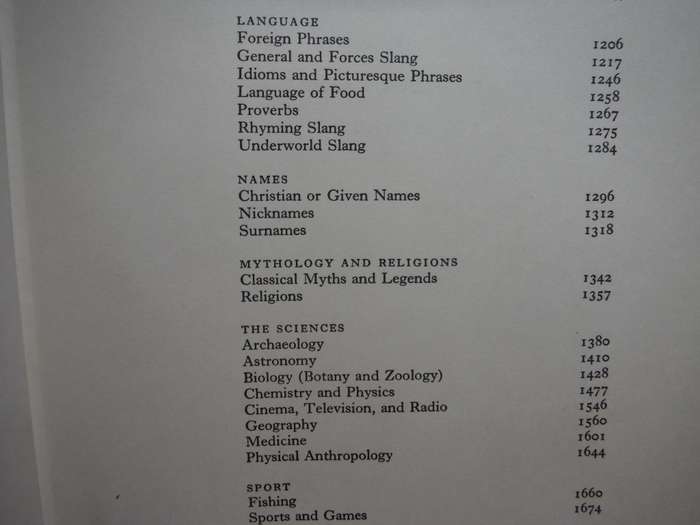 LANGUAGE
Foreign Phrases 1206
General and Forces Slang 1217
Idioms and Picturesque Phrases 1246
Language of Food 1258
Proverbs 1267
Rhyming Slang 1275
Underworld Slang 1284
NAMES
Christian or Given Names 1296
Nicknames 1312
Surnames 1318
MYTHOLOGY AND RELIGIONS
Classical Myths and Legends 1342
Religions 1357
THE SCIENCES
Archaeology 1380
Astronomy 1410
Biology (Botany and Zoology) 1428
Chemistry and Physics 1477
Cinema, Television, and Radio 1546
Geography 1560
Medicine 1601
Physical Anthropology 1644
SPORT
Fishing 1660
Sports and Games 1674